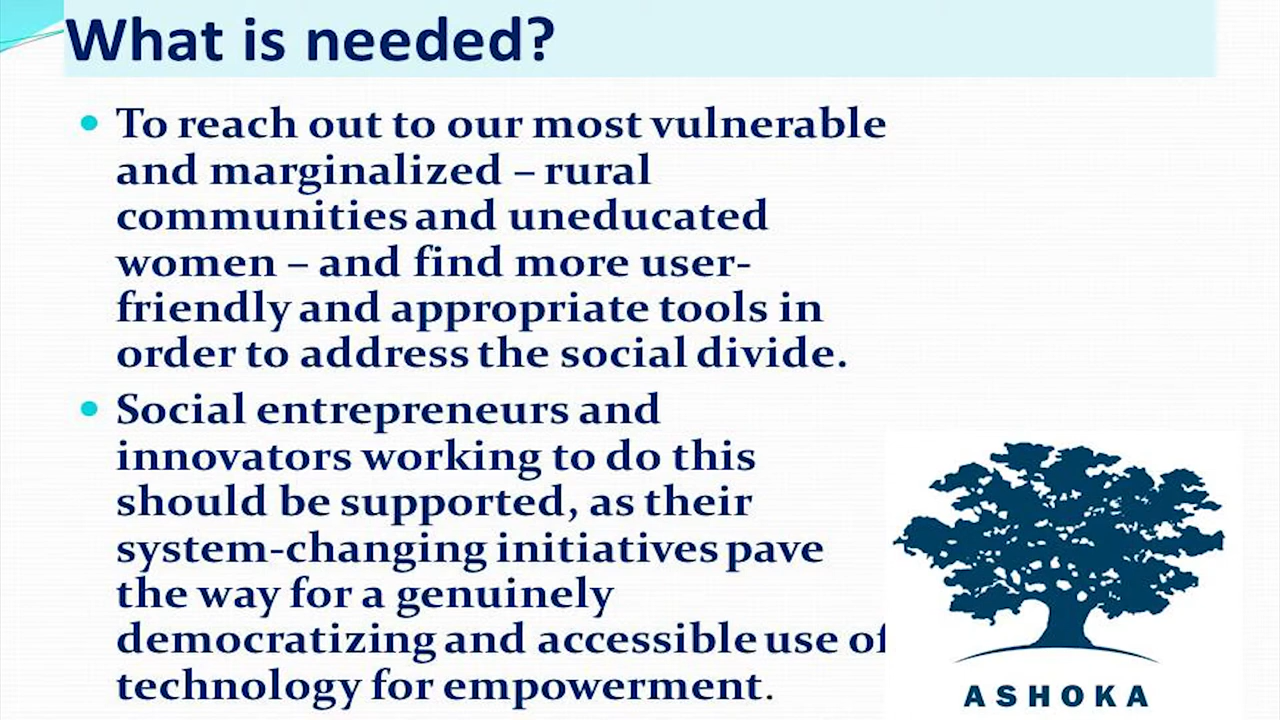 What is needed?
To reach out to our most vulnerable
and marginalized – rural
communities and uneducated
women – and find more user-
friendly and appropriate tools in
order to address the social divide.
Social entrepreneurs and
innovators working to do this
should be supported, as their
system-changing initiatives pave
the way for a genuinely
democratizing and accessible use of
technology for empowerment.
ASHOKA